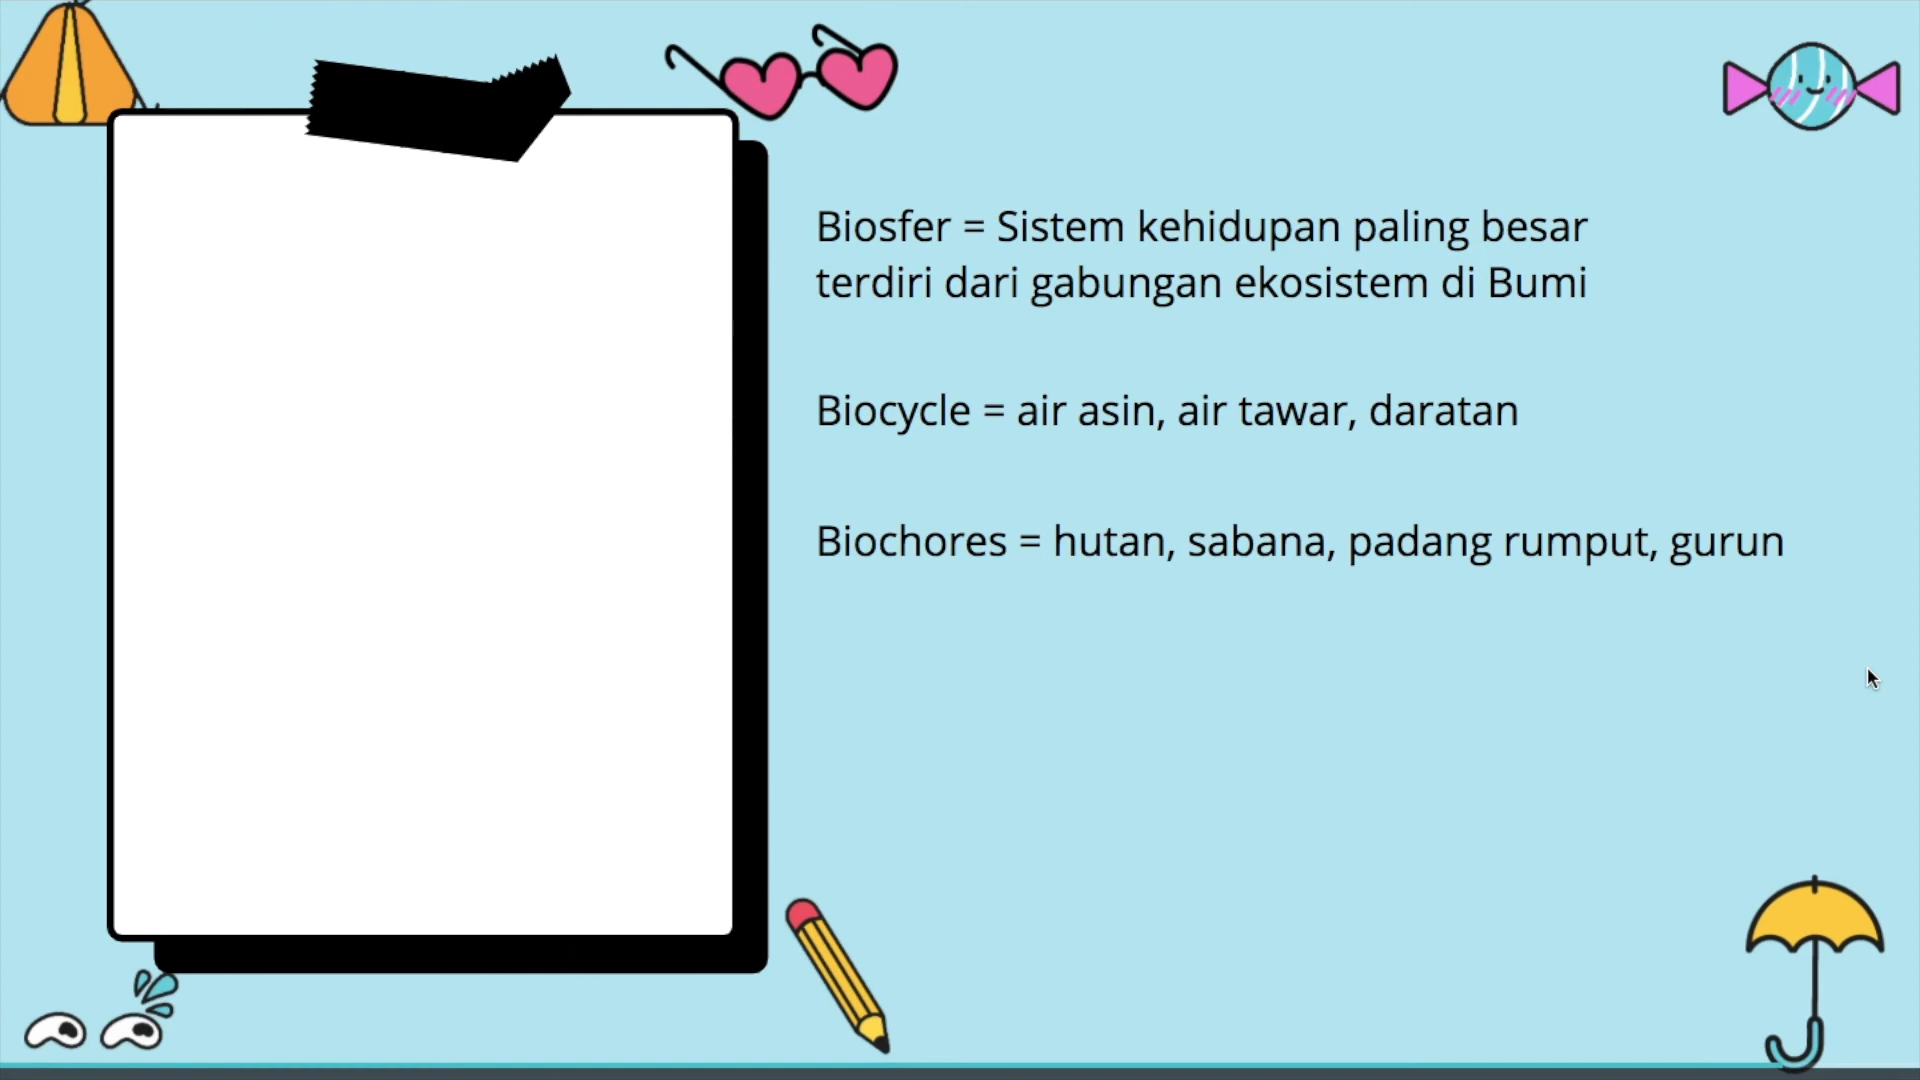 Biosfer = Sistem kehidupan paling besar
terdiri dari gabungan ekosistem di Bumi
Biocycle = air asin, air tawar, daratan
Biochores = hutan, sabana, padang rumput, gurun